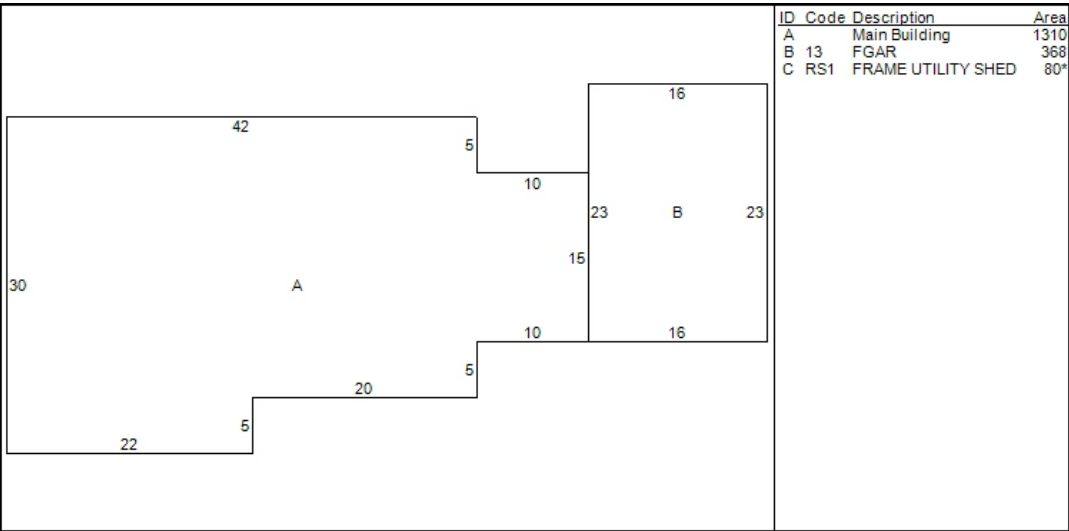 ID Code Description Area
A Main Building 1310
B 13 FGAR 368
C RS1 FRAME UTILITY SHED 80*
16
42
5
10
23 B 23
15
30 A
10 16
5
20
5
22